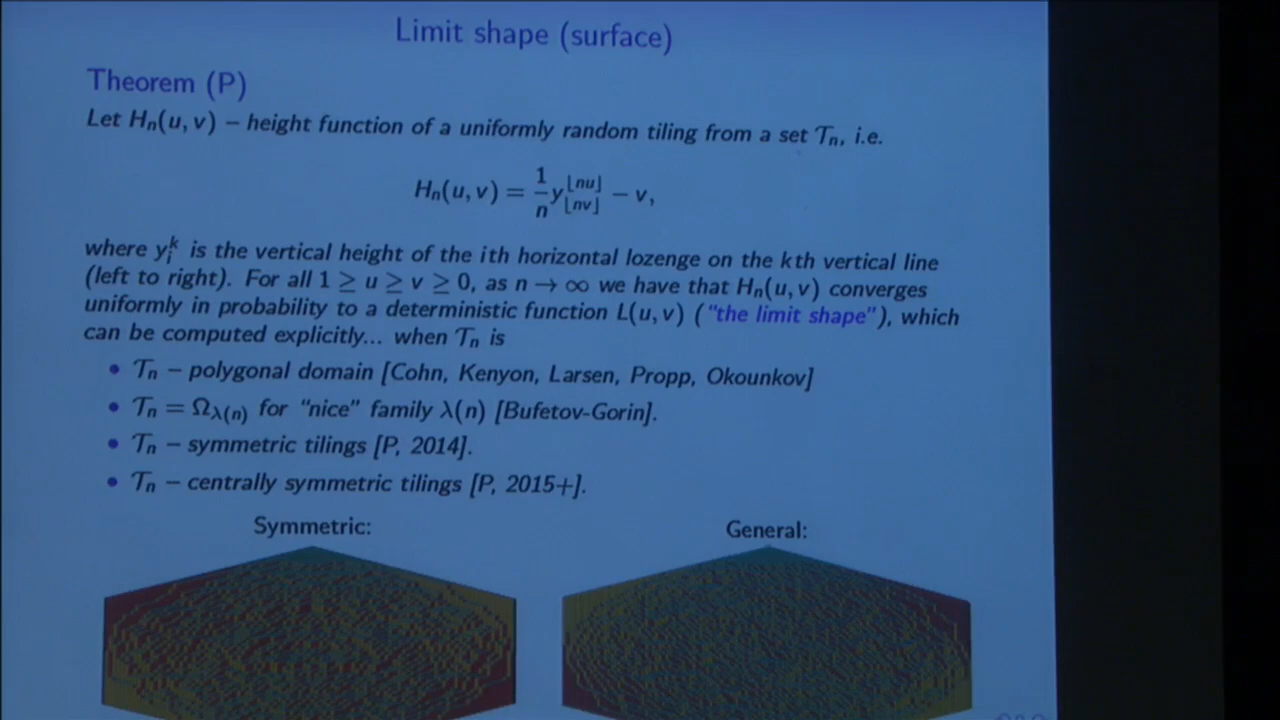 Limit shape (surface)
Theorem (P)
Let Hₙ(u, v) – height function of a uniformly random tiling from a set 𝒯ₙ, i.e.
Hₙ(u, v) = 1/n y_{⌊nv⌋}^{⌊nu⌋} − v,
where y_i^k is the vertical height of the ith horizontal lozenge on the kth vertical line
(left to right). For all 1 ≥ u ≥ v ≥ 0, as n → ∞ we have that Hₙ(u, v) converges
uniformly in probability to a deterministic function L(u, v) ("the limit shape"), which
can be computed explicitly... when 𝒯ₙ is
• 𝒯ₙ – polygonal domain [Cohn, Kenyon, Larsen, Propp, Okounkov]
• 𝒯ₙ = Ω_{λ(n)} for "nice" family λ(n) [Bufetov-Gorin].
• 𝒯ₙ – symmetric tilings [P, 2014].
• 𝒯ₙ – centrally symmetric tilings [P, 2015+].
Symmetric: General: